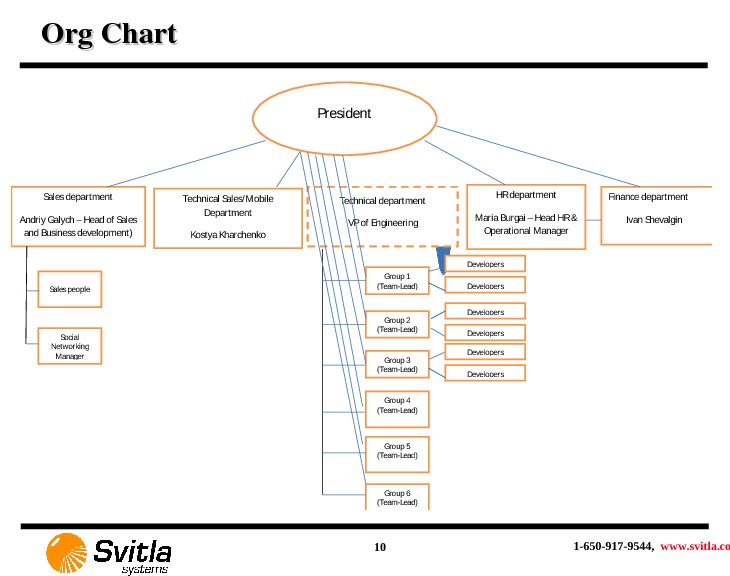 Org Chart
President
Sales department
Andriy Galych – Head of Sales
and Business development)
Technical Sales/Mobile
Department
Kostya Kharchenko
Technical department
VP of Engineering
HR department
Maria Burgai – Head HR &
Operational Manager
Finance department
Ivan Shevalgin
Sales people
Social
Networking
Manager
Group 1
(Team-Lead)
Developers
Developers
Group 2
(Team-Lead)
Developers
Developers
Group 3
(Team-Lead)
Developers
Developers
Group 4
(Team-Lead)
Group 5
(Team-Lead)
Group 6
(Team-Lead)
Svitla
systems
10
1-650-917-9544, www.svitla.co